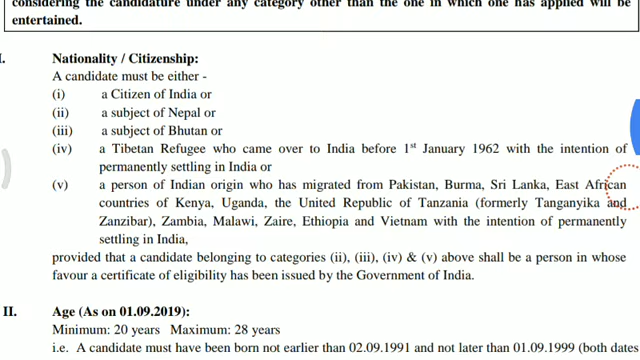 considering the candidature under any category other than the one in which one has applied will be
entertained.
I. Nationality / Citizenship:
A candidate must be either -
(i) a Citizen of India or
(ii) a subject of Nepal or
(iii) a subject of Bhutan or
(iv) a Tibetan Refugee who came over to India before 1st January 1962 with the intention of
permanently settling in India or
(v) a person of Indian origin who has migrated from Pakistan, Burma, Sri Lanka, East African
countries of Kenya, Uganda, the United Republic of Tanzania (formerly Tanganyika and
Zanzibar), Zambia, Malawi, Zaire, Ethiopia and Vietnam with the intention of permanently
settling in India,
provided that a candidate belonging to categories (ii), (iii), (iv) & (v) above shall be a person in whose
favour a certificate of eligibility has been issued by the Government of India.
II. Age (As on 01.09.2019):
Minimum: 20 years Maximum: 28 years
i.e. A candidate must have been born not earlier than 02.09.1991 and not later than 01.09.1999 (both dates